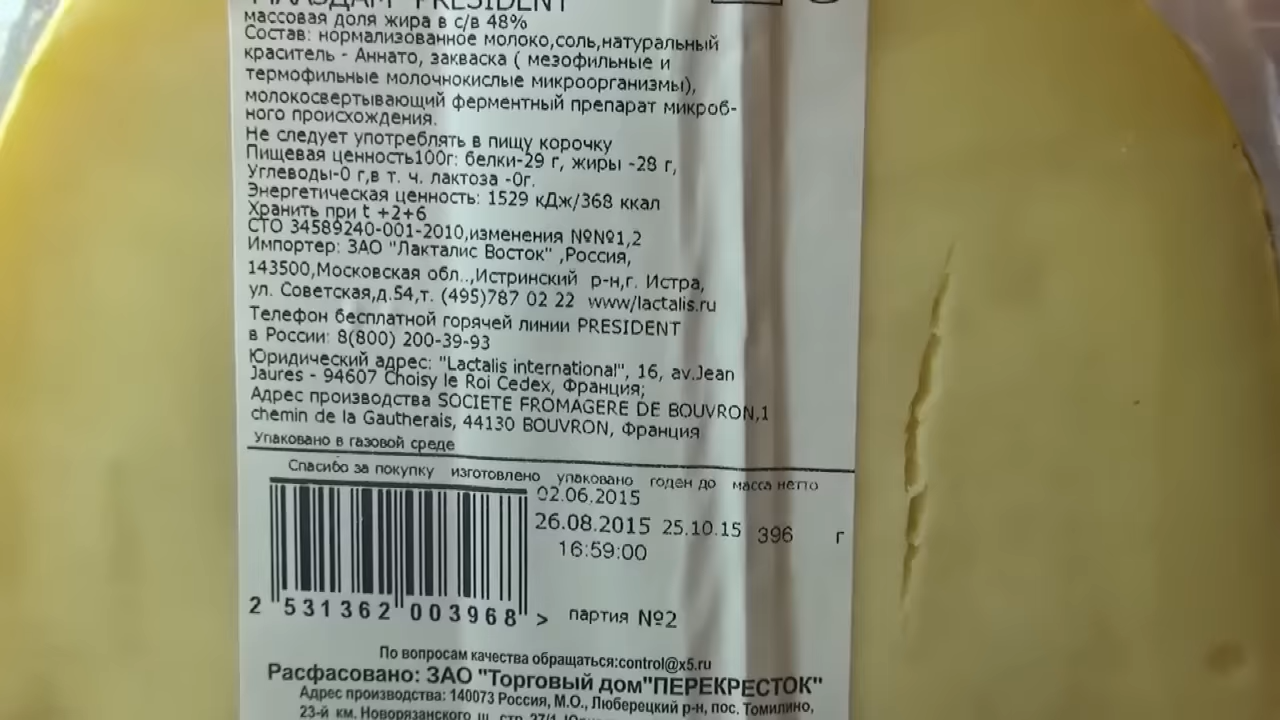 "МААЗДАМ" PRESIDENT
массовая доля жира в с/в 48%
Состав: нормализованное молоко,соль,натуральный
краситель - Аннато, закваска ( мезофильные и
термофильные молочнокислые микроорганизмы),
молокосвертывающий ферментный препарат микроб-
ного происхождения.
Не следует употреблять в пищу корочку
Пищевая ценность100г: белки-29 г, жиры -28 г,
Углеводы-0 г,в т. ч. лактоза -0г.
Энергетическая ценность: 1529 кДж/368 ккал
Хранить при t +2+6
СТО 34589240-001-2010,изменения №№1,2
Импортер: ЗАО "Лакталис Восток" ,Россия,
143500,Московская обл..,Истринский р-н,г. Истра,
ул. Советская,д.54,т. (495)787 02 22 www/lactalis.ru
Телефон бесплатной горячей линии PRESIDENT
в России: 8(800) 200-39-93
Юридический адрес: "Lactalis international", 16, av.Jean
Jaures - 94607 Choisy le Roi Cedex, Франция;
Адрес производства SOCIETE FROMAGERE DE BOUVRON,1
chemin de la Gautherais, 44130 BOUVRON, Франция
Упаковано в газовой среде
Спасибо за покупку изготовлено упаковано годен до масса нетто
02.06.2015
26.08.2015 25.10.15 396 г
16:59:00
2 531362 003968 >
партия №2
По вопросам качества обращаться:control@x5.ru
Расфасовано: ЗАО "Торговый дом"ПЕРЕКРЕСТОК"
Адрес производства: 140073 Россия, М.О., Люберецкий р-н, пос. Томилино,
23-й км. Новорязанского ш., стр. 27/1